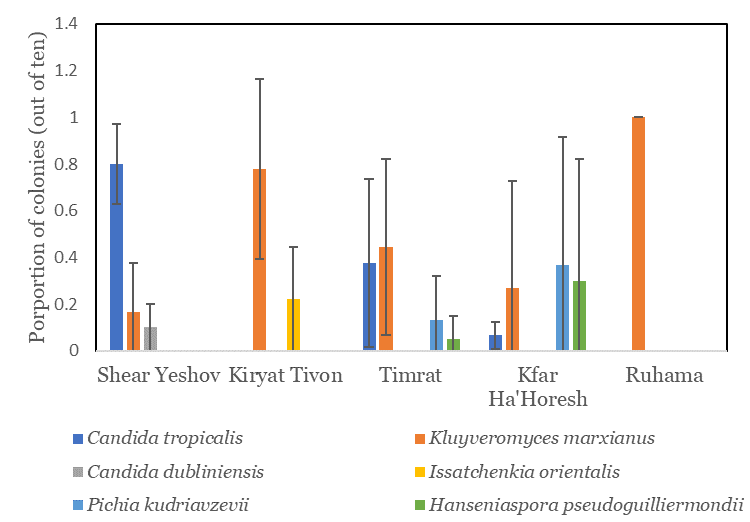 Porportion of colonies (out of ten)
1.4
1.2
1
0.8
0.6
0.4
0.2
0
Shear Yeshov
Kiryat Tivon
Timrat
Kfar
Ha'Horesh
Ruhama
Candida tropicalis
Kluyveromyces marxianus
Candida dubliniensis
Issatchenkia orientalis
Pichia kudriavzevii
Hanseniaspora pseudoguilliermondii